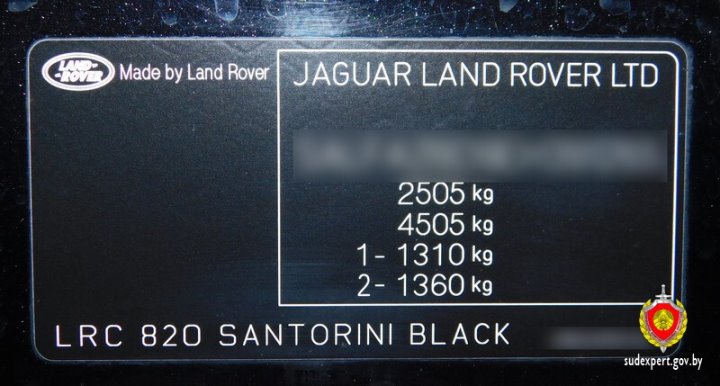 LAND-
-ROVER
Made by Land Rover
JAGUAR LAND ROVER LTD
2505 kg
4505 kg
1- 1310 kg
2- 1360 kg
LRC 820 SANTORINI BLACK
sudexpert.gov.by